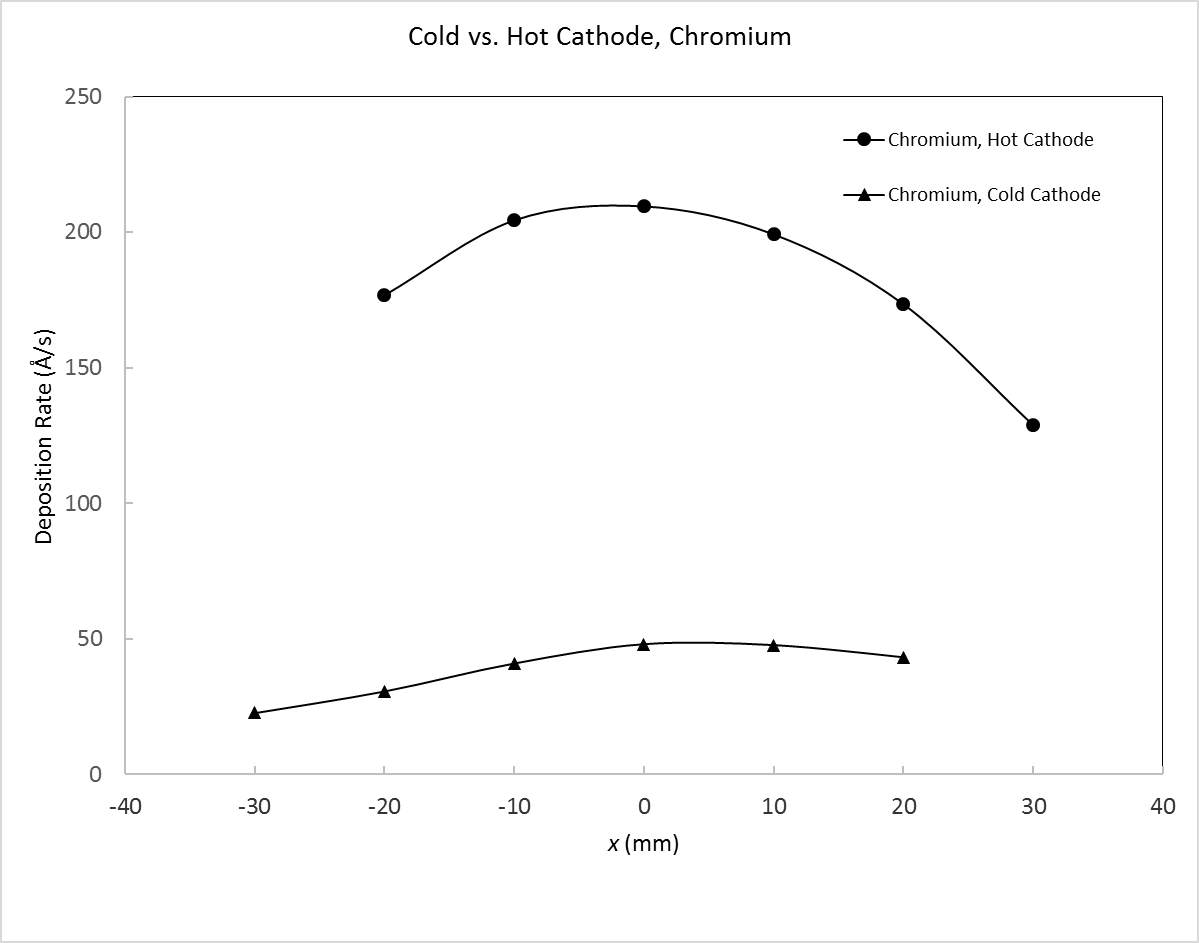 Cold vs. Hot Cathode, Chromium
250
Chromium, Hot Cathode
Chromium, Cold Cathode
200
Deposition Rate (Å/s)
150
100
50
0
-40 -30 -20 -10 0 10 20 30 40
x (mm)